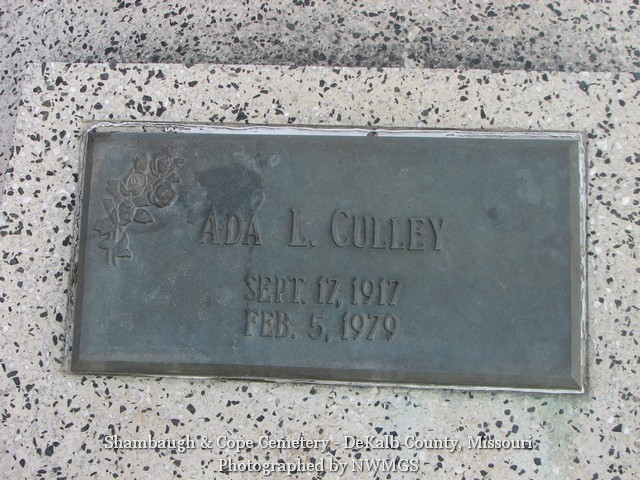 ADA L. CULLEY
SEPT. 17, 1917
FEB. 5, 1979
Shambaugh & Cope Cemetery - DeKalb County, Missouri
Photographed by NWMGS